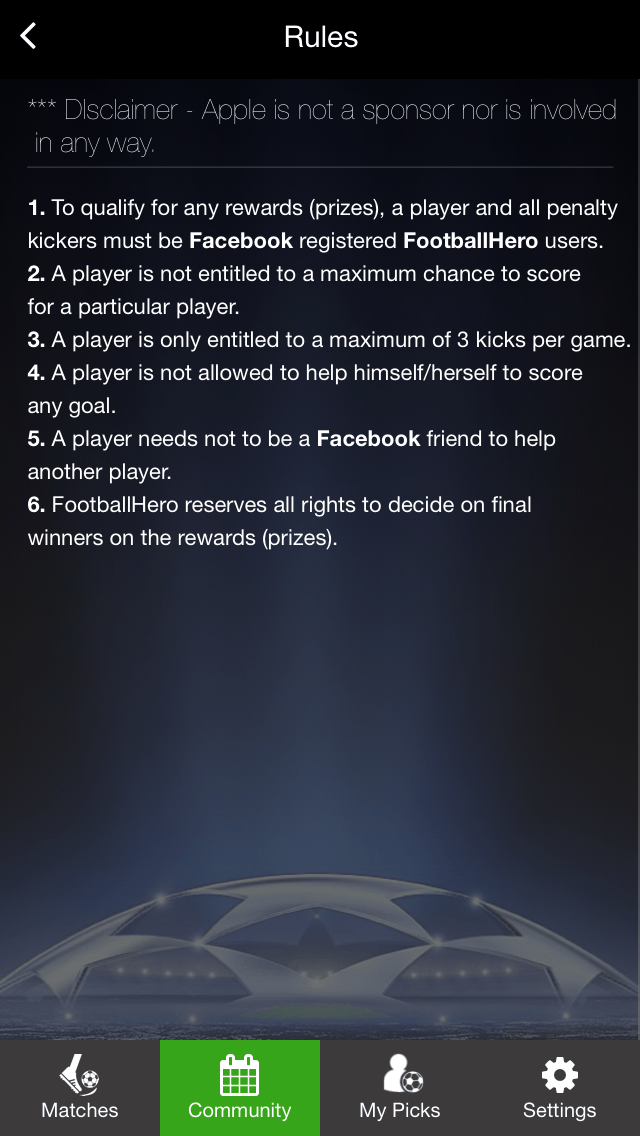 Rules
*** DIsclaimer - Apple is not a sponsor nor is involved
in any way.
1. To qualify for any rewards (prizes), a player and all penalty
kickers must be Facebook registered FootballHero users.
2. A player is not entitled to a maximum chance to score
for a particular player.
3. A player is only entitled to a maximum of 3 kicks per game.
4. A player is not allowed to help himself/herself to score
any goal.
5. A player needs not to be a Facebook friend to help
another player.
6. FootballHero reserves all rights to decide on final
winners on the rewards (prizes).
Matches
Community
My Picks
Settings